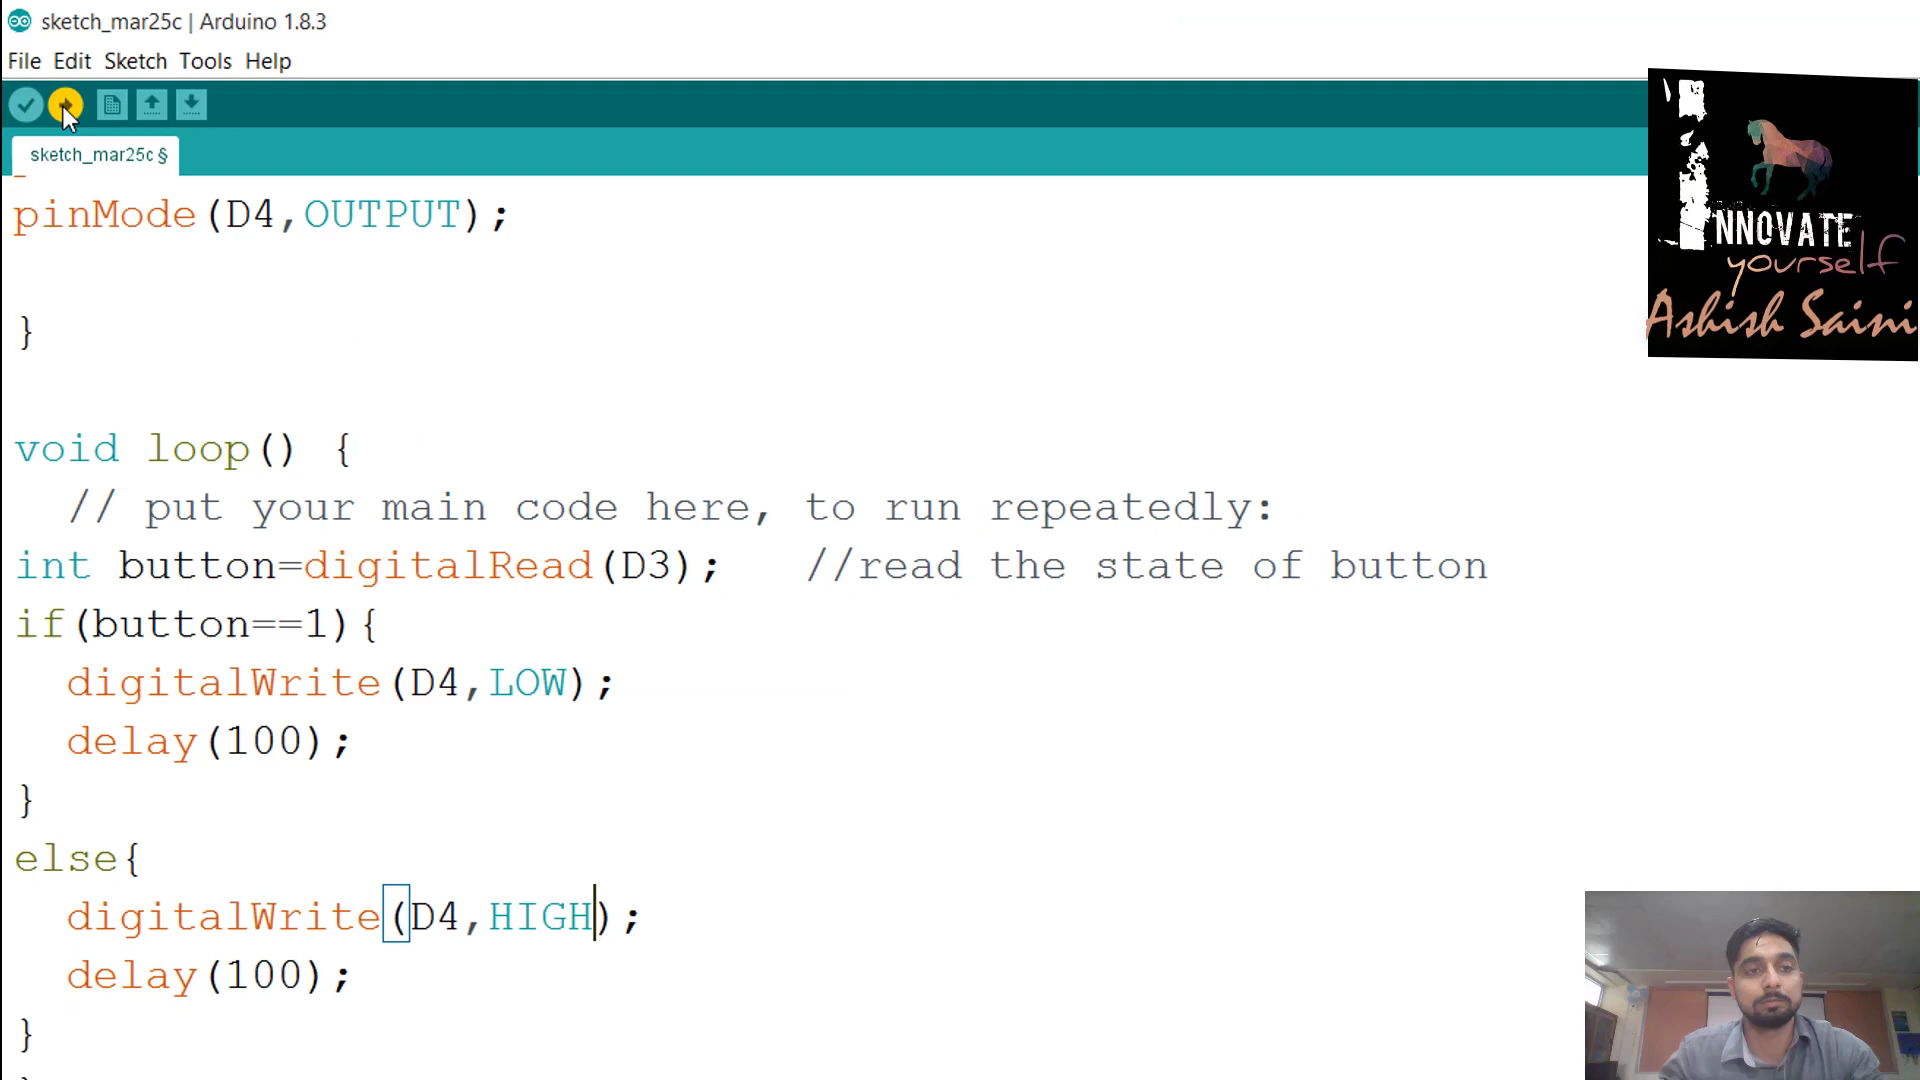 sketch_mar25c | Arduino 1.8.3
File Edit Sketch Tools Help
sketch_mar25c §
pinMode(D4,OUTPUT);
}
void loop() {
// put your main code here, to run repeatedly:
int button=digitalRead(D3); //read the state of button
if(button==1){
digitalWrite(D4,LOW);
delay(100);
}
else{
digitalWrite(D4,HIGH);
delay(100);
}
INNOVATE
yourself
Ashish Saini